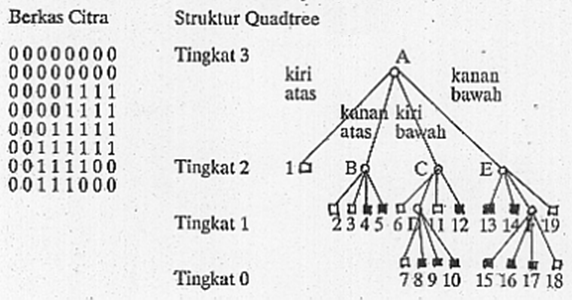 Berkas Citra Struktur Quadtree
00000000
00000000
00001111
00001111
00011111
00111111
00111100
00111000
Tingkat 3
A
kiri atas
kanan bawah
kanan atas
kiri bawah
Tingkat 2
1 B C E
Tingkat 1
2 3 4 5 6 D 11 12 13 14 F 19
Tingkat 0
7 8 9 10 15 16 17 18